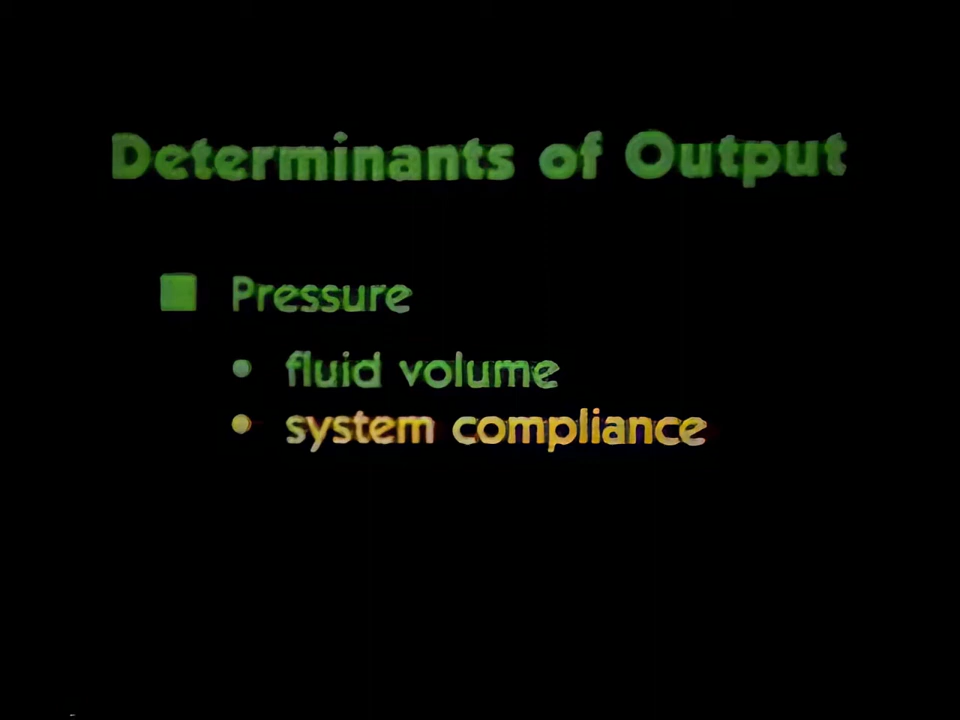 Determinants of Output
■ Pressure
• fluid volume
• system compliance